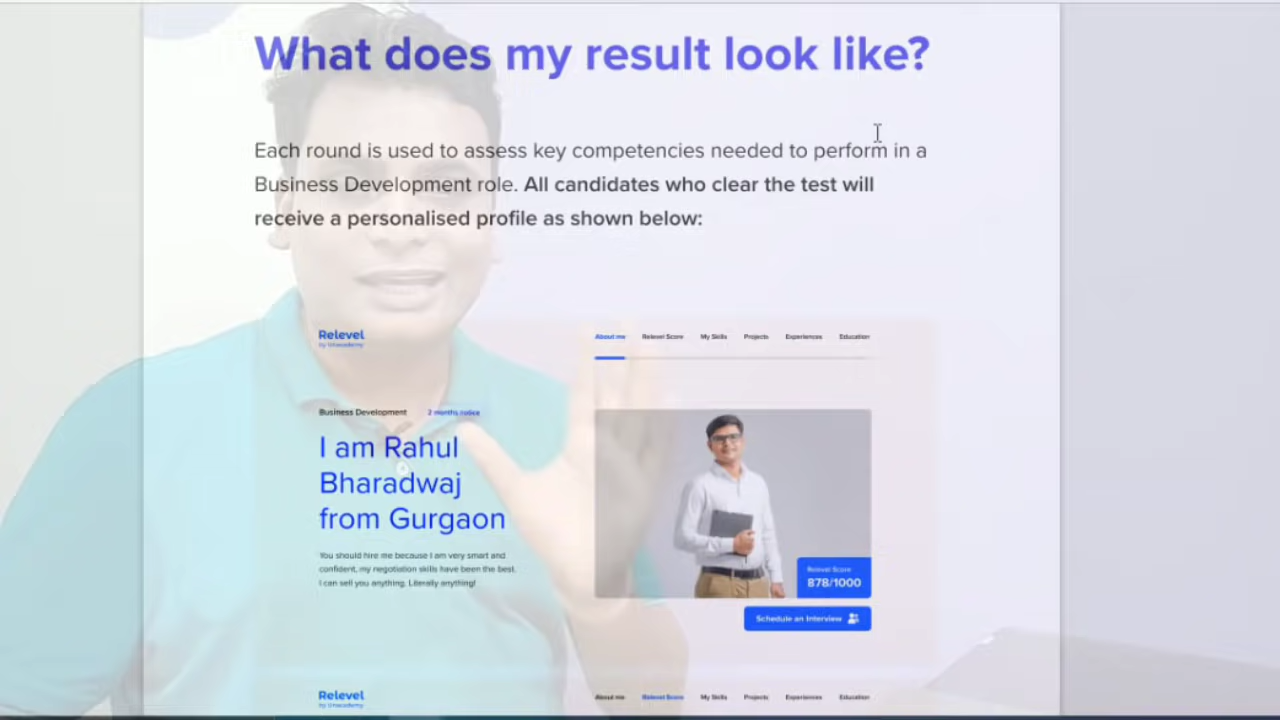 What does my result look like?
Each round is used to assess key competencies needed to perform in a
Business Development role. All candidates who clear the test will
receive a personalised profile as shown below:
Relevel
by Unacademy
About me Relevel Score My Skills Projects Experiences Education
Business Development 2 months notice
I am Rahul
Bharadwaj
from Gurgaon
You should hire me because I am very smart and
confident, my negotiation skills have been the best.
I can sell you anything. Literally anything!
Relevel Score
878/1000
Schedule an Interview
Relevel
by Unacademy
About me Relevel Score My Skills Projects Experiences Education